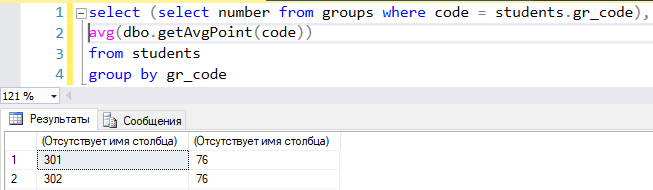 1 select (select number from groups where code = students.gr_code),
2 avg(dbo.getAvgPoint(code))
3 from students
4 group by gr_code
121 %
Результаты Сообщения
(Отсутствует имя столбца) (Отсутствует имя столбца)
1 301 76
2 302 76